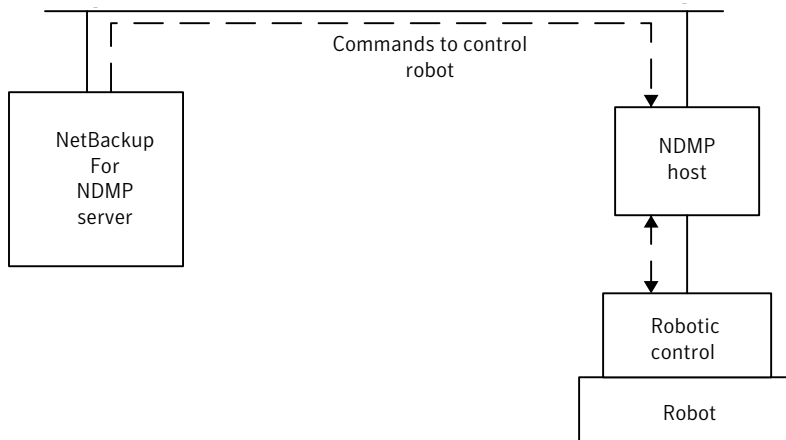 Commands to control
robot
NetBackup
For
NDMP
server
NDMP
host
Robotic
control
Robot